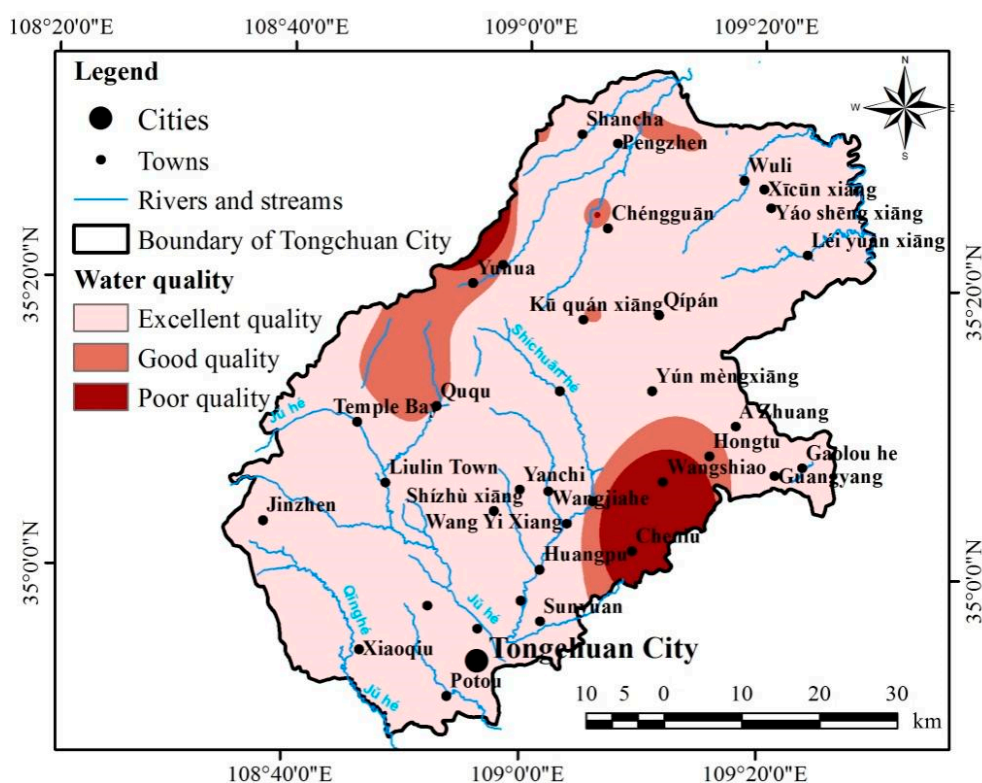 108°20'0"E 108°40'0"E 109°0'0"E 109°20'0"E
Legend
Cities
Towns
Rivers and streams
Boundary of Tongchuan City
Water quality
Excellent quality
Good quality
Poor quality
N
W E
S
Shancha
Pengzhen
Wuli
Xīcūn xiāng
Yáo shēng xiāng
Chéngguān
Léi yuán xiāng
35°20'0"N
35°20'0"N
Yuhua
Kū quán xiāng
Qípán
Shíchuān hé
Yún mèngxiāng
Ququ
Jǔ hé
Temple Bay
A Zhuang
Hongtu
Gaolou he
Liulin Town
Yanchi
Wangshiao
Guangyang
Shízhù xiāng
Wangjiahe
Jinzhen
Wang Yi Xiang
35°0'0"N
Huangpu
35°0'0"N
Qīnghé
Jǔ hé
Sunyuan
Xiaoqiu
Tongchuan City
Jǔ hé
Potou
10 5 0 10 20 30
km
108°40'0"E 109°0'0"E 109°20'0"E